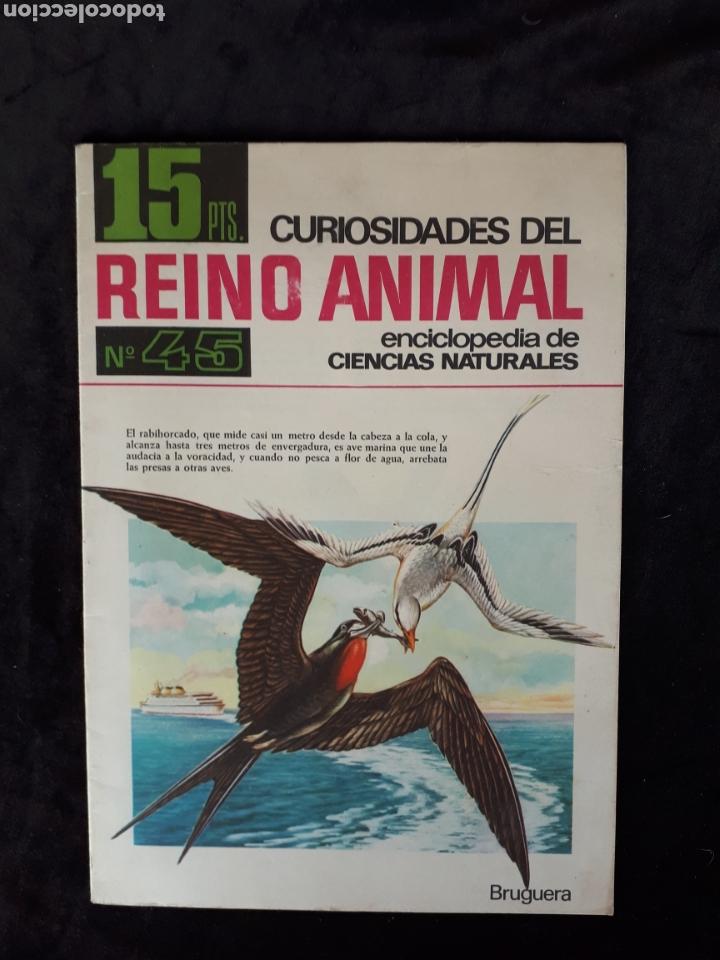 todocoleccion
15 PTS.
CURIOSIDADES DEL
REINO ANIMAL
Nº 45
enciclopedia de
CIENCIAS NATURALES
El rabihorcado, que mide casi un metro desde la cabeza a la cola, y
alcanza hasta tres metros de envergadura, es ave marina que une la
audacia a la voracidad, y cuando no pesca a flor de agua, arrebata
las presas a otras aves.
Bruguera